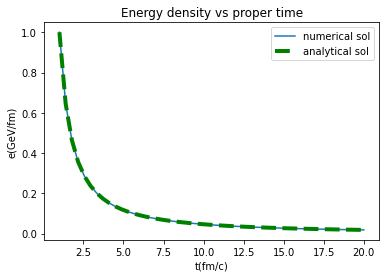 Energy density vs proper time
numerical sol
analytical sol
e(GeV/fm)
1.0
0.8
0.6
0.4
0.2
0.0
2.5 5.0 7.5 10.0 12.5 15.0 17.5 20.0
t(fm/c)